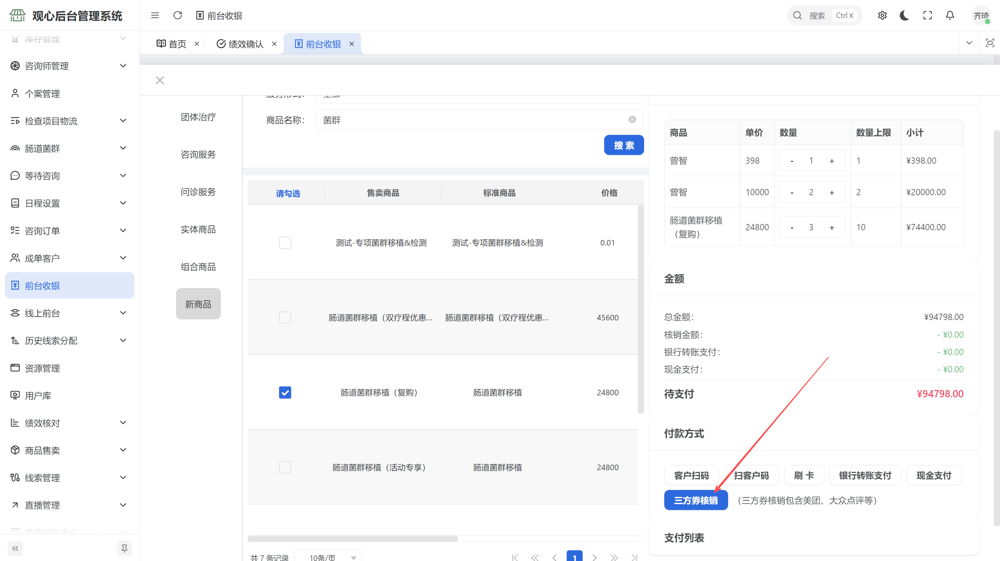 观心后台管理系统
前台收银
搜索 Ctrl K
齐琦
首页
绩效确认
前台收银
库存管理
咨询师管理
个案管理
检查项目物流
肠道菌群
等待咨询
日程设置
咨询订单
成单客户
前台收银
线上前台
历史线索分配
资源管理
用户库
绩效核对
商品售卖
线索管理
直播管理
团体治疗
咨询服务
问诊服务
实体商品
组合商品
新商品
服务形式： 全部
商品名称： 菌群
搜 索
请勾选 售卖商品 标准商品 价格
测试-专项菌群移植&检测 测试-专项菌群移植&检测 0.01
肠道菌群移植（双疗程优惠... 肠道菌群移植（双疗程优惠... 45600
肠道菌群移植（复购） 肠道菌群移植 24800
肠道菌群移植（活动专享） 肠道菌群移植 24800
共 7 条记录 10条/页 1
商品 单价 数量 数量上限 小计
曾智 398 - 1 + 1 ¥398.00
曾智 10000 - 2 + 2 ¥20000.00
肠道菌群移植（复购） 24800 - 3 + 10 ¥74400.00
金额
总金额： ¥94798.00
核销金额： - ¥0.00
银行转账支付： - ¥0.00
现金支付： - ¥0.00
待支付 ¥94798.00
付款方式
客户扫码 扫客户码 刷 卡 银行转账支付 现金支付
三方券核销 （三方券核销包含美团、大众点评等）
支付列表